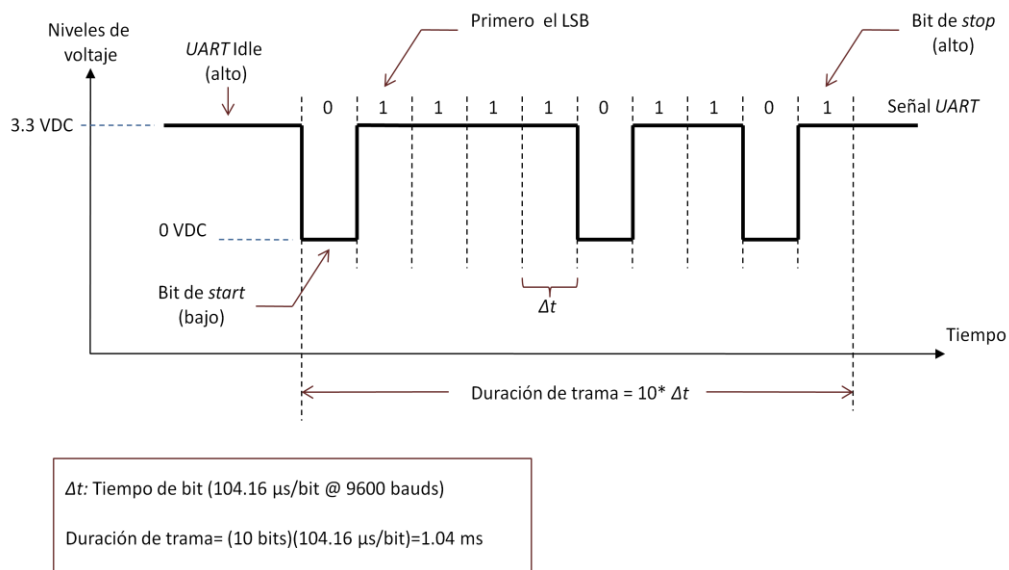 Niveles de
voltaje
UART Idle
(alto)
Primero el LSB
Bit de stop
(alto)
0 1 1 1 1 0 1 1 0 1
Señal UART
3.3 VDC
0 VDC
Bit de start
(bajo)
Δt
Tiempo
Duración de trama = 10* Δt
Δt: Tiempo de bit (104.16 µs/bit @ 9600 bauds)
Duración de trama= (10 bits)(104.16 µs/bit)=1.04 ms